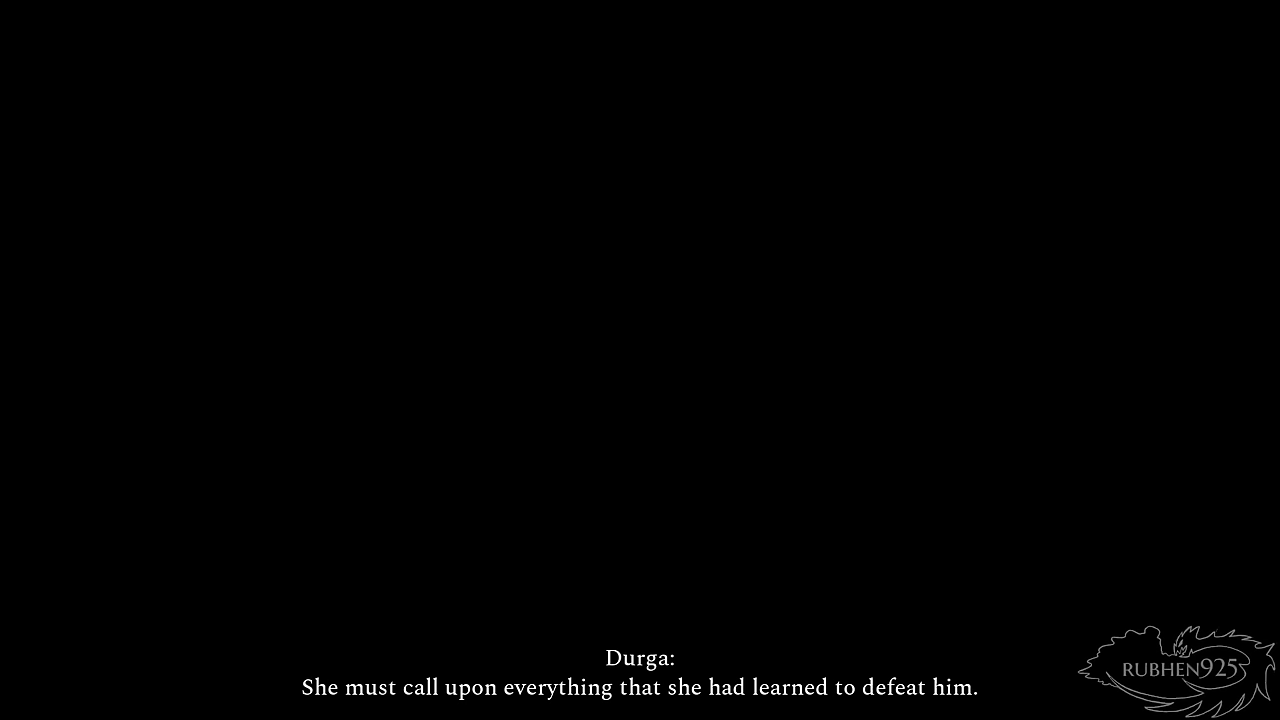 Durga:
She must call upon everything that she had learned to defeat him.
RUBHEN925